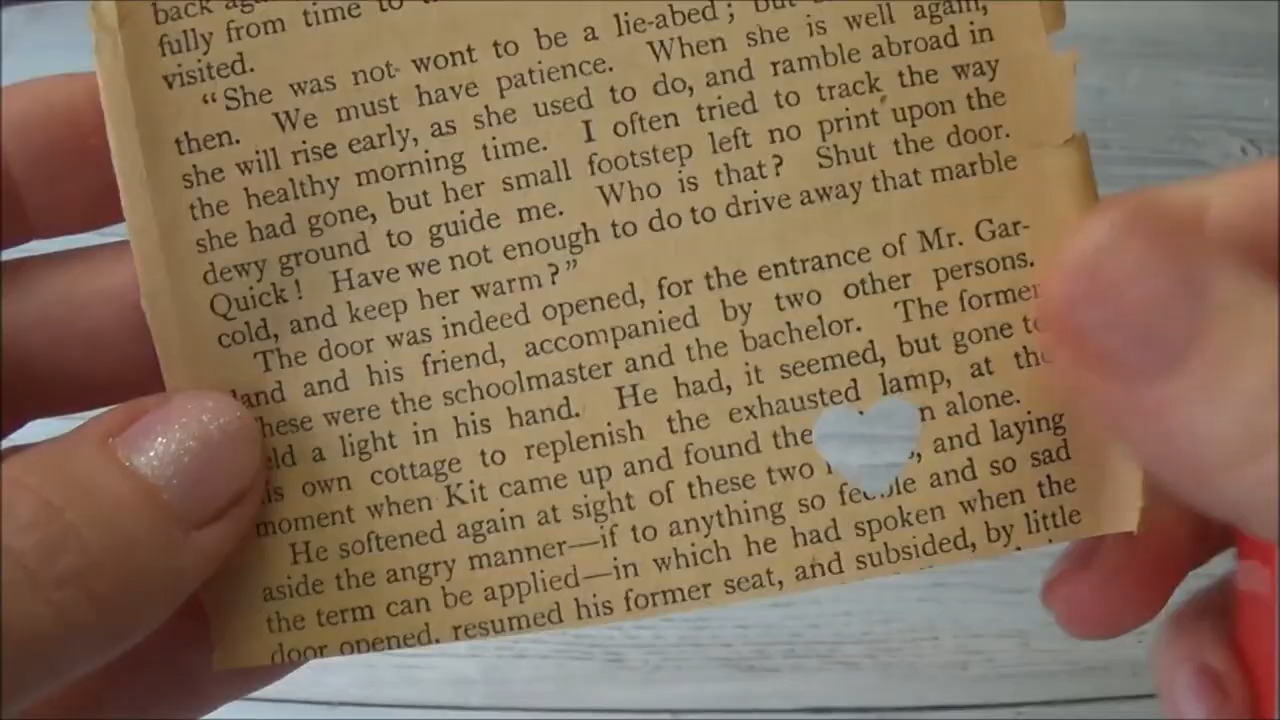 back
fully from time to
visited.
“She was not wont to be a lie-abed; but
then. We must have patience. When she is well again,
she will rise early, as she used to do, and ramble abroad in
the healthy morning time. I often tried to track the way
she had gone, but her small footstep left no print upon the
dewy ground to guide me. Who is that? Shut the door.
Quick! Have we not enough to do to drive away that marble
cold, and keep her warm?”
The door was indeed opened, for the entrance of Mr. Gar-
land and his friend, accompanied by two other persons.
hese were the schoolmaster and the bachelor. The former
eld a light in his hand. He had, it seemed, but gone to
is own cottage to replenish the exhausted lamp, at the
moment when Kit came up and found the n alone.
He softened again at sight of these two , and laying
aside the angry manner—if to anything so feeble and so sad
the term can be applied—in which he had spoken when the
door opened, resumed his former seat, and subsided, by little